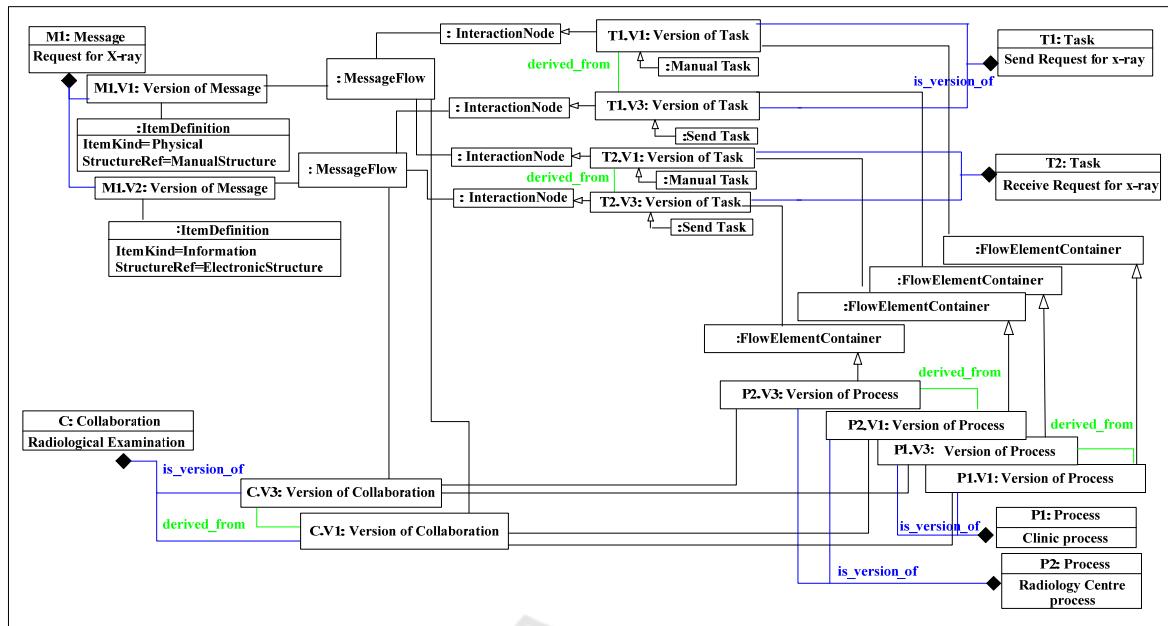 M1: Message
Request for X-ray
: InteractionNode
T1.V1: Version of Task
T1: Task
Send Request for x-ray
derived_from
:Manual Task
is_version_of
: MessageFlow
M1.V1: Version of Message
: InteractionNode
T1.V3: Version of Task
:ItemDefinition
ItemKind=Physical
StructureRef=ManualStructure
:Send Task
: MessageFlow
: InteractionNode
T2.V1: Version of Task
T2: Task
Receive Request for x-ray
derived_from
:Manual Task
M1.V2: Version of Message
: InteractionNode
T2.V3: Version of Task
:Send Task
:ItemDefinition
ItemKind=Information
StructureRef=ElectronicStructure
:FlowElementContainer
:FlowElementContainer
:FlowElementContainer
:FlowElementContainer
derived_from
P2.V3: Version of Process
C: Collaboration
Radiological Examination
P2.V1: Version of Process
derived_from
P1.V3: Version of Process
is_version_of
P1.V1: Version of Process
C.V3: Version of Collaboration
derived_from
C.V1: Version of Collaboration
is_version_of
P1: Process
Clinic process
is_version_of
P2: Process
Radiology Centre
process